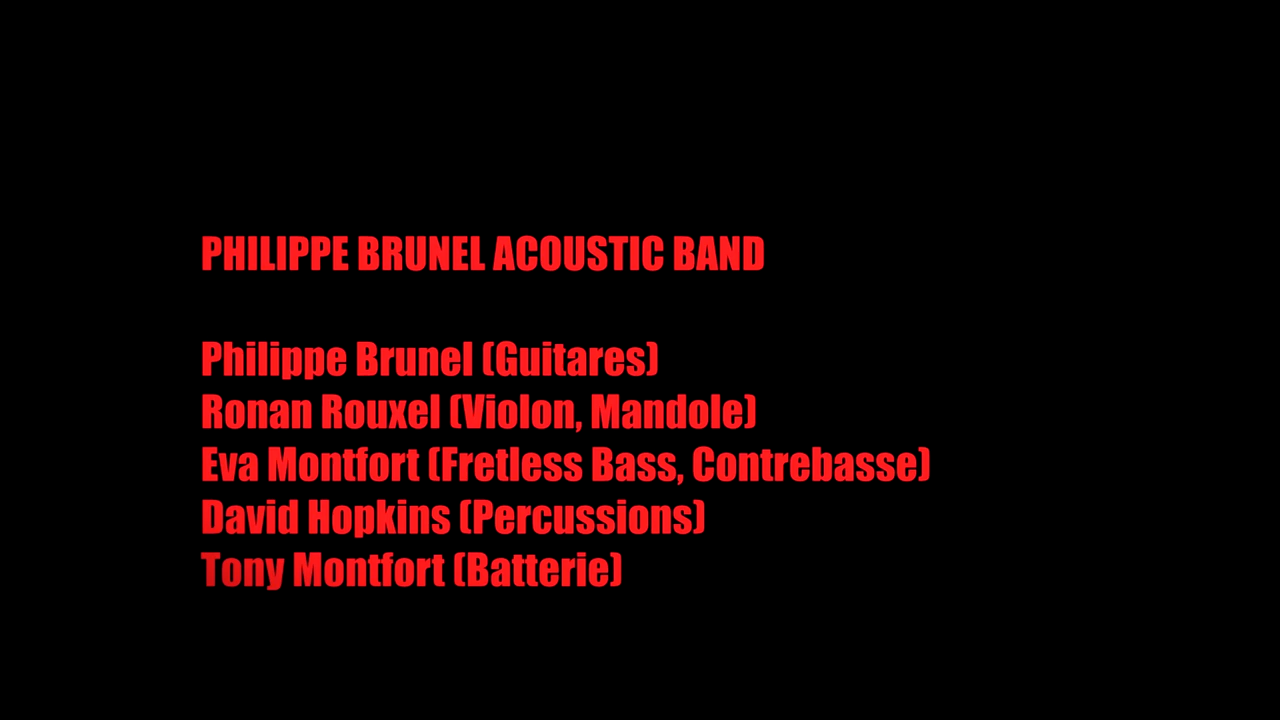 PHILIPPE BRUNEL ACOUSTIC BAND
Philippe Brunel (Guitares)
Ronan Rouxel (Violon, Mandole)
Eva Montfort (Fretless Bass, Contrebasse)
David Hopkins (Percussions)
Tony Montfort (Batterie)